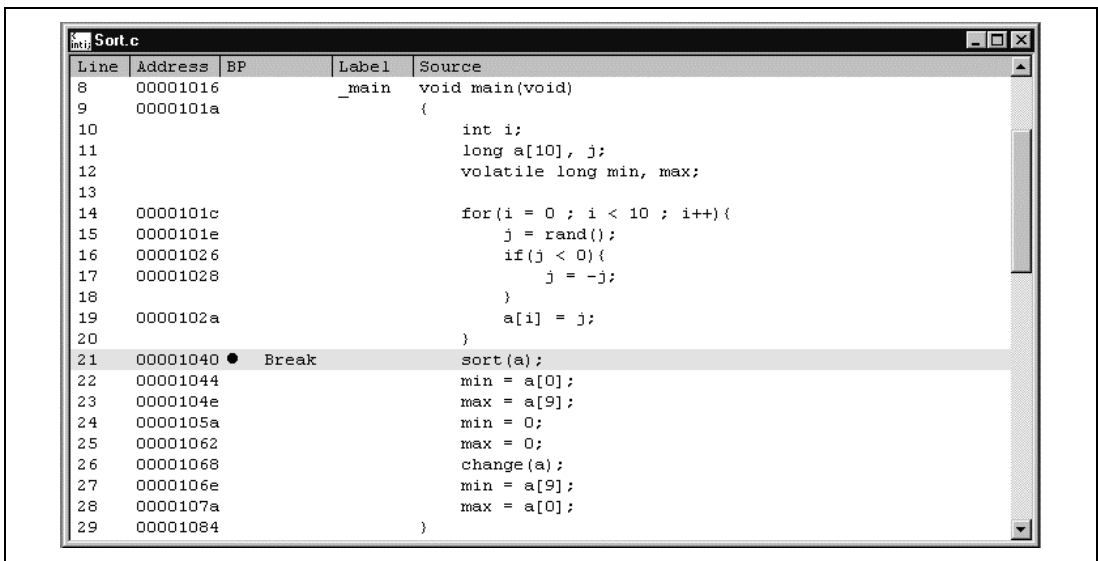 Sort.c
Line Address BP Label Source
8 00001016 _main void main(void)
9 0000101a {
10 int i;
11 long a[10], j;
12 volatile long min, max;
13
14 0000101c for(i = 0 ; i < 10 ; i++){
15 0000101e j = rand();
16 00001026 if(j < 0){
17 00001028 j = -j;
18 }
19 0000102a a[i] = j;
20 }
21 00001040 ● Break sort(a);
22 00001044 min = a[0];
23 0000104e max = a[9];
24 0000105a min = 0;
25 00001062 max = 0;
26 00001068 change(a);
27 0000106e min = a[9];
28 0000107a max = a[0];
29 00001084 }